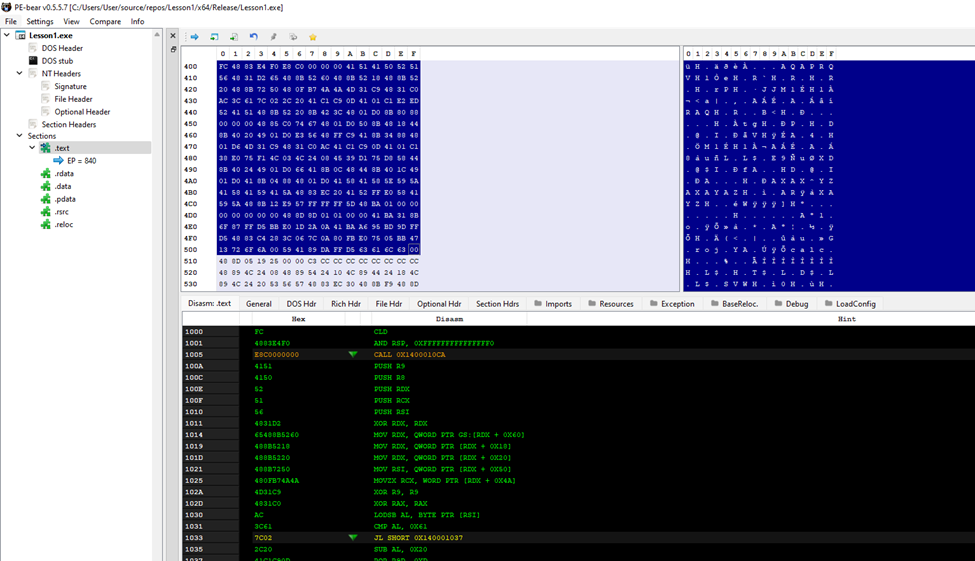 PE-bear v0.5.5.7 [C:/Users/User/source/repos/Lesson1/x64/Release/Lesson1.exe]
File Settings View Compare Info
Lesson1.exe
DOS Header
DOS stub
NT Headers
Signature
File Header
Optional Header
Section Headers
Sections
.text
EP = 840
.rdata
.data
.pdata
.rsrc
.reloc
0 1 2 3 4 5 6 7 8 9 A B C D E F
400 FC 48 83 E4 F0 E8 C0 00 00 00 41 51 41 50 52 51
410 56 48 31 D2 65 48 8B 52 60 48 8B 52 18 48 8B 52
420 20 48 8B 72 50 48 0F B7 4A 4A 4D 31 C9 48 31 C0
430 AC 3C 61 7C 02 2C 20 41 C1 C9 0D 41 01 C1 E2 ED
440 52 41 51 48 8B 52 20 8B 42 3C 48 01 D0 8B 80 88
450 00 00 00 48 85 C0 74 67 48 01 D0 50 8B 48 18 44
460 8B 40 20 49 01 D0 E3 56 48 FF C9 41 8B 34 88 48
470 01 D6 4D 31 C9 48 31 C0 AC 41 C1 C9 0D 41 01 C1
480 38 E0 75 F1 4C 03 4C 24 08 45 39 D1 75 D8 58 44
490 8B 40 24 49 01 D0 66 41 8B 0C 48 44 8B 40 1C 49
4A0 01 D0 41 8B 04 88 48 01 D0 41 58 41 58 5E 59 5A
4B0 41 58 41 59 41 5A 48 83 EC 20 41 52 FF E0 58 41
4C0 59 5A 48 8B 12 E9 57 FF FF FF 5D 48 BA 01 00 00
4D0 00 00 00 00 00 48 8D 8D 01 01 00 00 41 BA 31 8B
4E0 6F 87 FF D5 BB E0 1D 2A 0A 41 BA A6 95 BD 9D FF
4F0 D5 48 83 C4 28 3C 06 7C 0A 80 FB E0 75 05 BB 47
500 13 72 6F 6A 00 59 41 89 DA FF D5 63 61 6C 63 00
510 48 8D 05 19 25 00 00 C3 CC CC CC CC CC CC CC CC
520 48 89 4C 24 08 48 89 54 24 10 4C 89 44 24 18 4C
530 89 4C 24 20 53 56 57 48 83 EC 30 48 8B F9 48 8D
0 1 2 3 4 5 6 7 8 9 A B C D E F
Disasm: .text General DOS Hdr Rich Hdr File Hdr Optional Hdr Section Hdrs Imports Resources Exception BaseReloc. Debug LoadConfig
Hex Disasm Hint
1000 FC CLD
1001 4883E4F0 AND RSP, 0XFFFFFFFFFFFFFFF0
1005 E8C0000000 CALL 0X1400010CA
100A 4151 PUSH R9
100C 4150 PUSH R8
100E 52 PUSH RDX
100F 51 PUSH RCX
1010 56 PUSH RSI
1011 4831D2 XOR RDX, RDX
1014 65488B5260 MOV RDX, QWORD PTR GS:[RDX + 0X60]
1019 488B5218 MOV RDX, QWORD PTR [RDX + 0X18]
101D 488B5220 MOV RDX, QWORD PTR [RDX + 0X20]
1021 488B7250 MOV RSI, QWORD PTR [RDX + 0X50]
1025 480FB74A4A MOVZX RCX, WORD PTR [RDX + 0X4A]
102A 4D31C9 XOR R9, R9
102D 4831C0 XOR RAX, RAX
1030 AC LODSB AL, BYTE PTR [RSI]
1031 3C61 CMP AL, 0X61
1033 7C02 JL SHORT 0X140001037
1035 2C20 SUB AL, 0X20